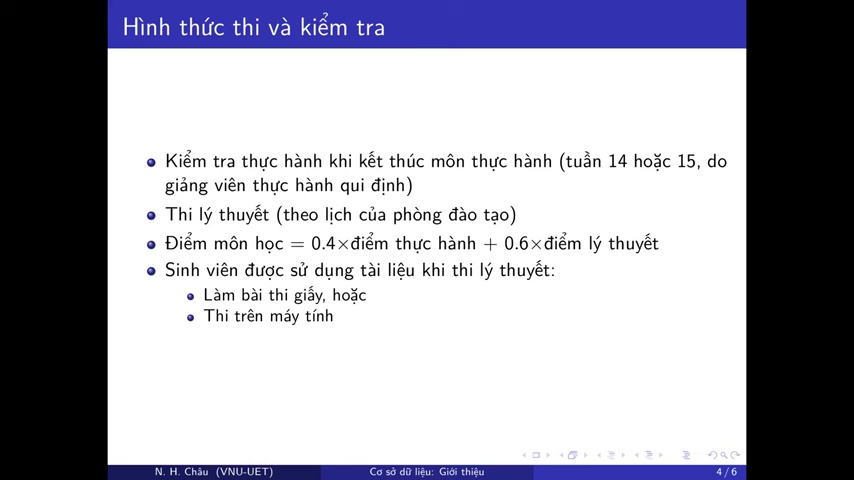 Hình thức thi và kiểm tra
Kiểm tra thực hành khi kết thúc môn thực hành (tuần 14 hoặc 15, do
giảng viên thực hành qui định)
Thi lý thuyết (theo lịch của phòng đào tạo)
Điểm môn học = 0.4×điểm thực hành + 0.6×điểm lý thuyết
Sinh viên được sử dụng tài liệu khi thi lý thuyết:
Làm bài thi giấy, hoặc
Thi trên máy tính
N. H. Châu (VNU-UET) Cơ sở dữ liệu: Giới thiệu 4 / 6